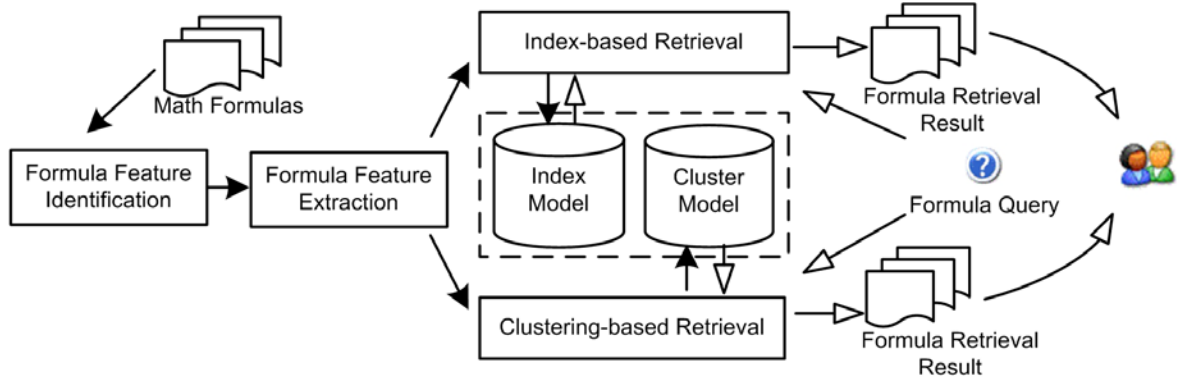 Math Formulas
Formula Feature
Identification
Formula Feature
Extraction
Index-based Retrieval
Index
Model
Cluster
Model
Clustering-based Retrieval
Formula Retrieval
Result
?
Formula Query
Formula Retrieval
Result